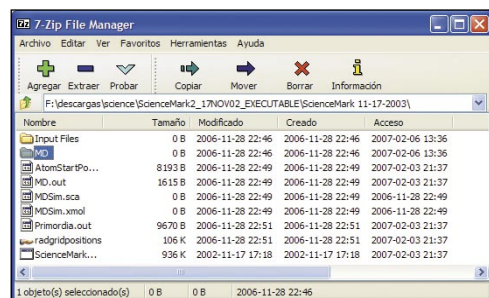 7-Zip File Manager
Archivo Editar Ver Favoritos Herramientas Ayuda
Agregar Extraer Probar Copiar Mover Borrar Información
F:\descargas\science\ScienceMark2_17NOV02_EXECUTABLE\ScienceMark 11-17-2003\
Nombre Tamaño Modificado Creado Acceso
Input Files 0 B 2006-11-28 22:46 2006-11-28 22:46 2007-02-06 13:36
MD 0 B 2006-11-28 22:46 2006-11-28 22:46 2007-02-06 13:36
AtomStartPo... 8193 B 2006-11-28 22:49 2006-11-28 22:49 2007-02-03 21:37
MD.out 1615 B 2006-11-28 22:49 2006-11-28 22:49 2007-02-03 21:37
MDSim.sca 0 B 2006-11-28 22:49 2006-11-28 22:49 2006-11-28 22:49
MDSim.xmol 0 B 2006-11-28 22:49 2006-11-28 22:49 2006-11-28 22:49
Primordia.out 9670 B 2006-11-28 22:51 2006-11-28 22:51 2007-02-03 21:37
radgridpositions 106 K 2006-11-28 22:51 2006-11-28 22:51 2007-02-03 21:37
ScienceMark... 936 K 2002-11-17 17:18 2002-11-17 17:18 2007-02-03 21:37
1 objeto(s) seleccionado(s) 0 B 0 B 2006-11-28 22:46